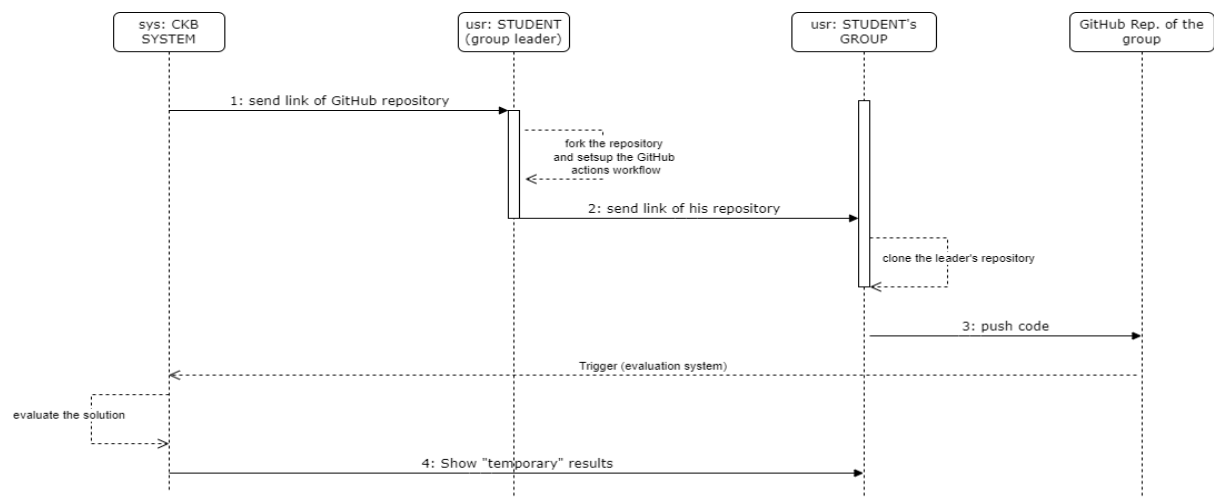 sys: CKB
SYSTEM
usr: STUDENT
(group leader)
usr: STUDENT's
GROUP
GitHub Rep. of the
group
1: send link of GitHub repository
fork the repository
and setsup the GitHub
actions workflow
2: send link of his repository
clone the leader's repository
3: push code
Trigger (evaluation system)
evaluate the solution
4: Show "temporary" results